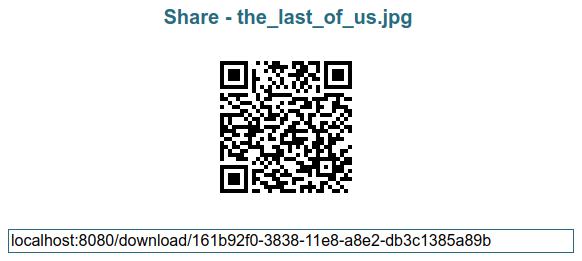 Share - the_last_of_us.jpg
localhost:8080/download/161b92f0-3838-11e8-a8e2-db3c1385a89b